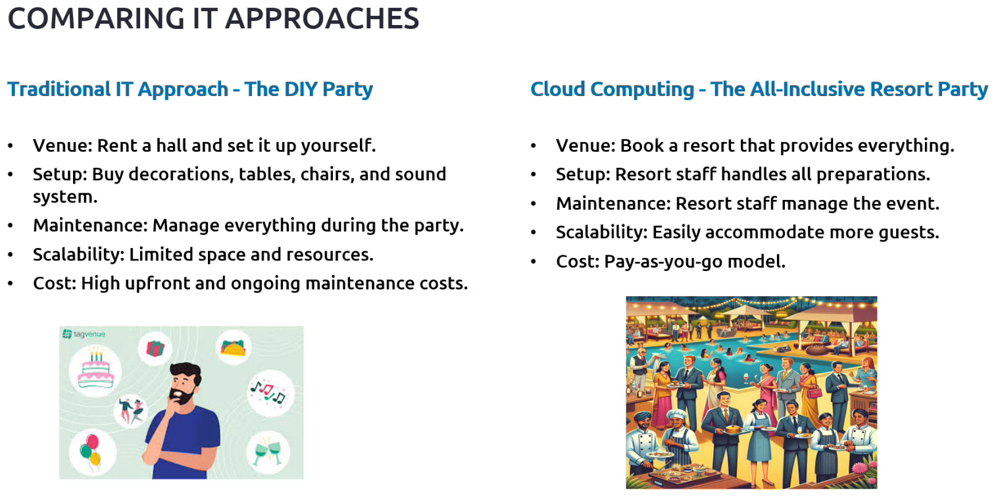 COMPARING IT APPROACHES
Traditional IT Approach - The DIY Party
• Venue: Rent a hall and set it up yourself.
• Setup: Buy decorations, tables, chairs, and sound
system.
• Maintenance: Manage everything during the party.
• Scalability: Limited space and resources.
• Cost: High upfront and ongoing maintenance costs.
tagvenue
Cloud Computing - The All-Inclusive Resort Party
• Venue: Book a resort that provides everything.
• Setup: Resort staff handles all preparations.
• Maintenance: Resort staff manage the event.
• Scalability: Easily accommodate more guests.
• Cost: Pay-as-you-go model.